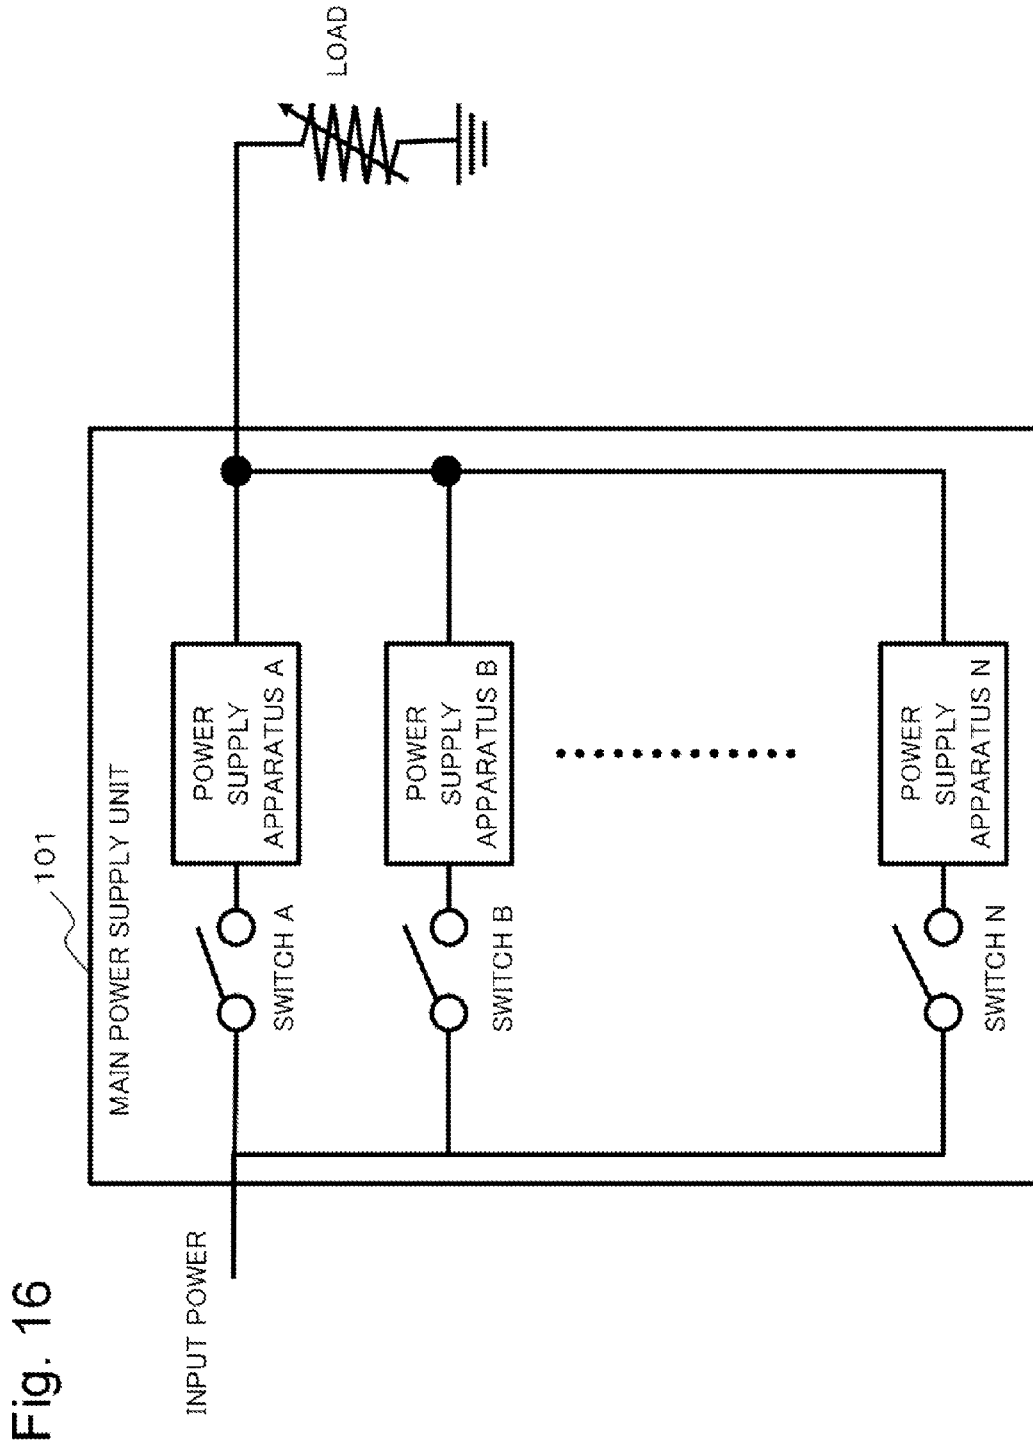 Fig. 16
101
MAIN POWER SUPPLY UNIT
INPUT POWER
SWITCH A
POWER
SUPPLY
APPARATUS A
LOAD
SWITCH B
POWER
SUPPLY
APPARATUS B
SWITCH N
POWER
SUPPLY
APPARATUS N